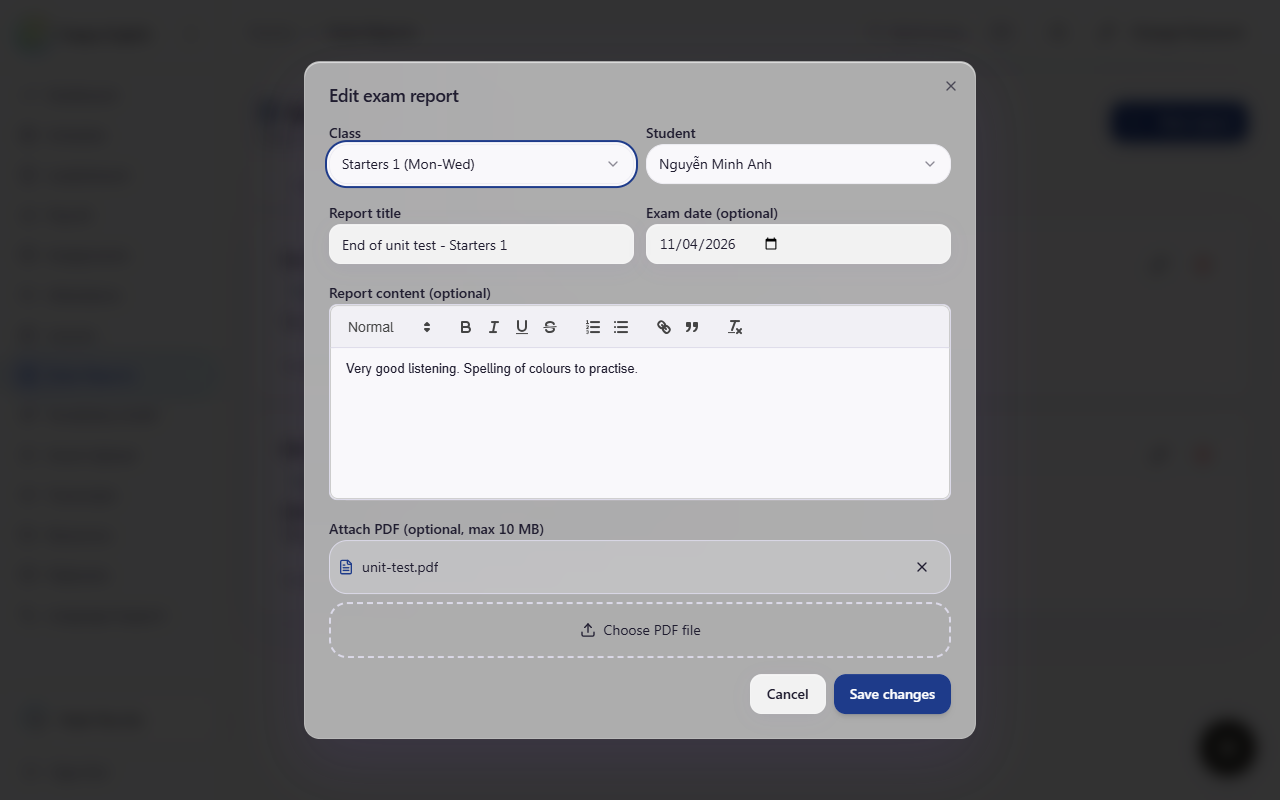 Edit exam report
Class
Student
Starters 1 (Mon-Wed)
Nguyễn Minh Anh
Report title
Exam date (optional)
End of unit test - Starters 1
11/04/2026
Report content (optional)
Normal
Very good listening. Spelling of colours to practise.
Attach PDF (optional, max 10 MB)
unit-test.pdf
Choose PDF file
Cancel
Save changes